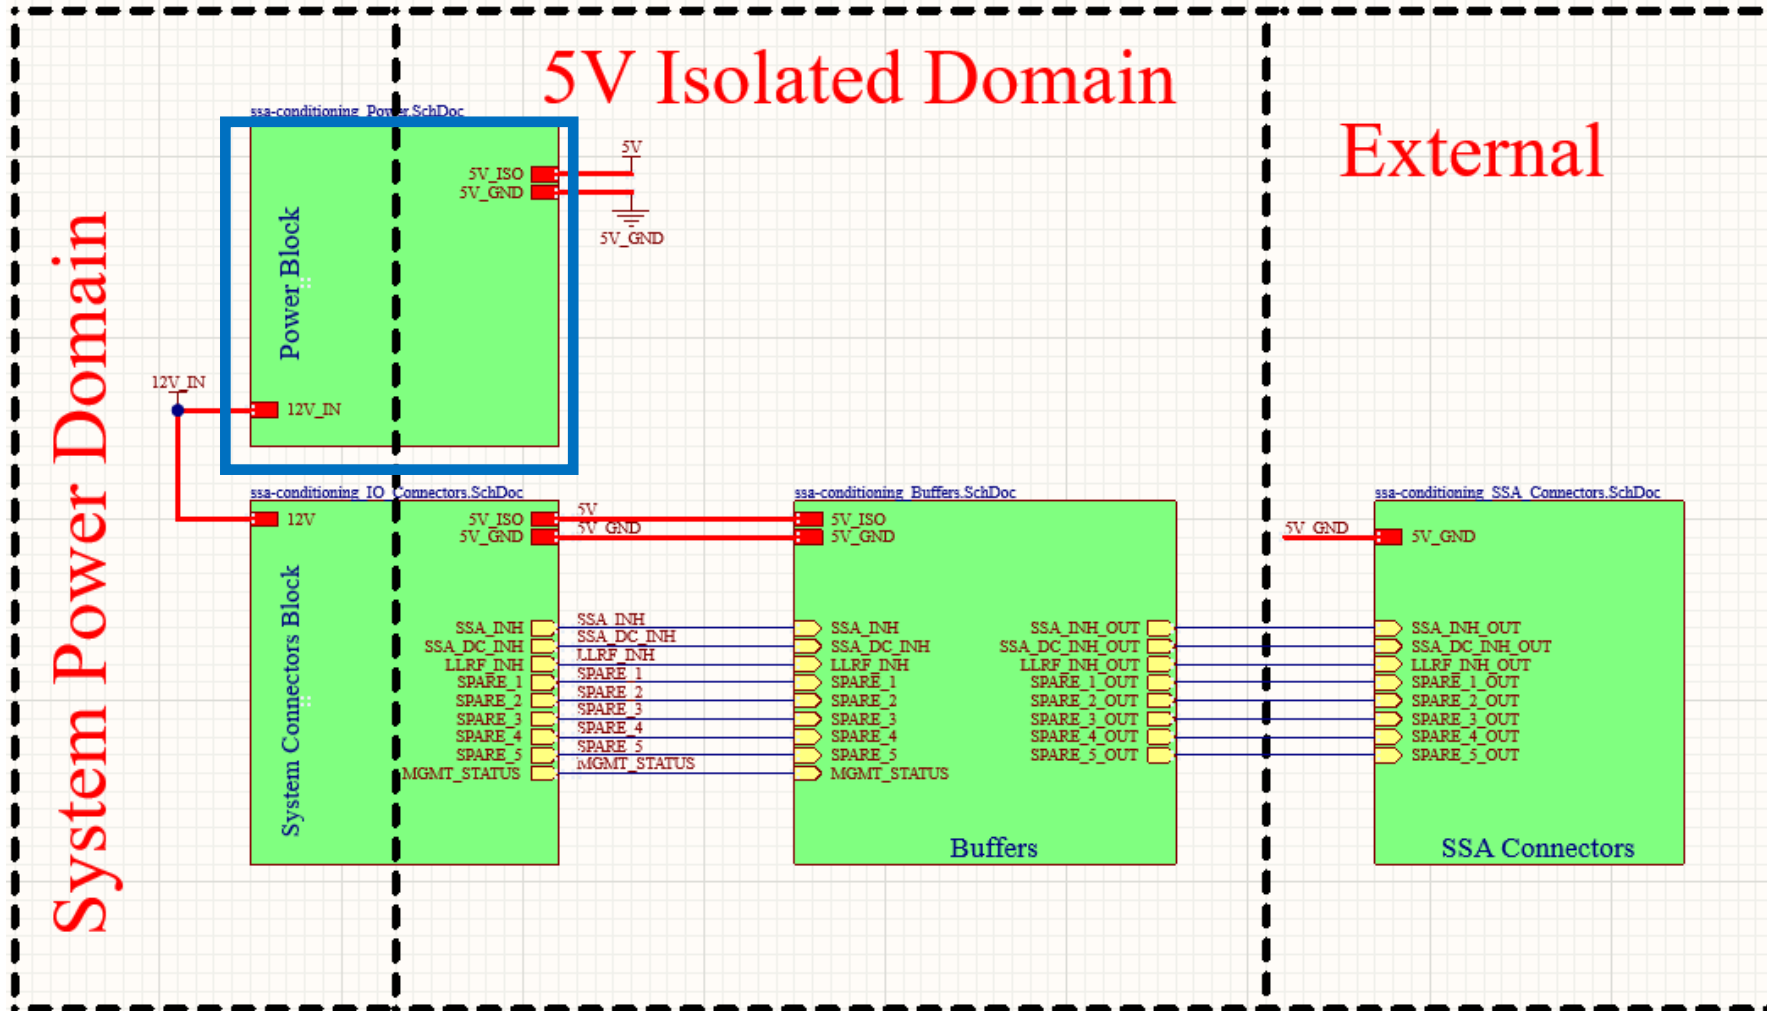 System Power Domain
5V Isolated Domain
External
ssa-conditioning_Power.SchDoc
Power Block
5V_ISO
5V_GND
12V_IN
5V
5V_GND
12V_IN
ssa-conditioning_IO_Connectors.SchDoc
12V
System Connectors Block
5V_ISO
5V_GND
SSA_INH
SSA_DC_INH
LLRF_INH
SPARE_1
SPARE_2
SPARE_3
SPARE_4
SPARE_5
MGMT_STATUS
5V
5V_GND
SSA_INH
SSA_DC_INH
LLRF_INH
SPARE_1
SPARE_2
SPARE_3
SPARE_4
SPARE_5
MGMT_STATUS
ssa-conditioning_Buffers.SchDoc
5V_ISO
5V_GND
SSA_INH
SSA_DC_INH
LLRF_INH
SPARE_1
SPARE_2
SPARE_3
SPARE_4
SPARE_5
MGMT_STATUS
SSA_INH_OUT
SSA_DC_INH_OUT
LLRF_INH_OUT
SPARE_1_OUT
SPARE_2_OUT
SPARE_3_OUT
SPARE_4_OUT
SPARE_5_OUT
Buffers
ssa-conditioning_SSA_Connectors.SchDoc
5V_GND
5V_GND
SSA_INH_OUT
SSA_DC_INH_OUT
LLRF_INH_OUT
SPARE_1_OUT
SPARE_2_OUT
SPARE_3_OUT
SPARE_4_OUT
SPARE_5_OUT
SSA Connectors